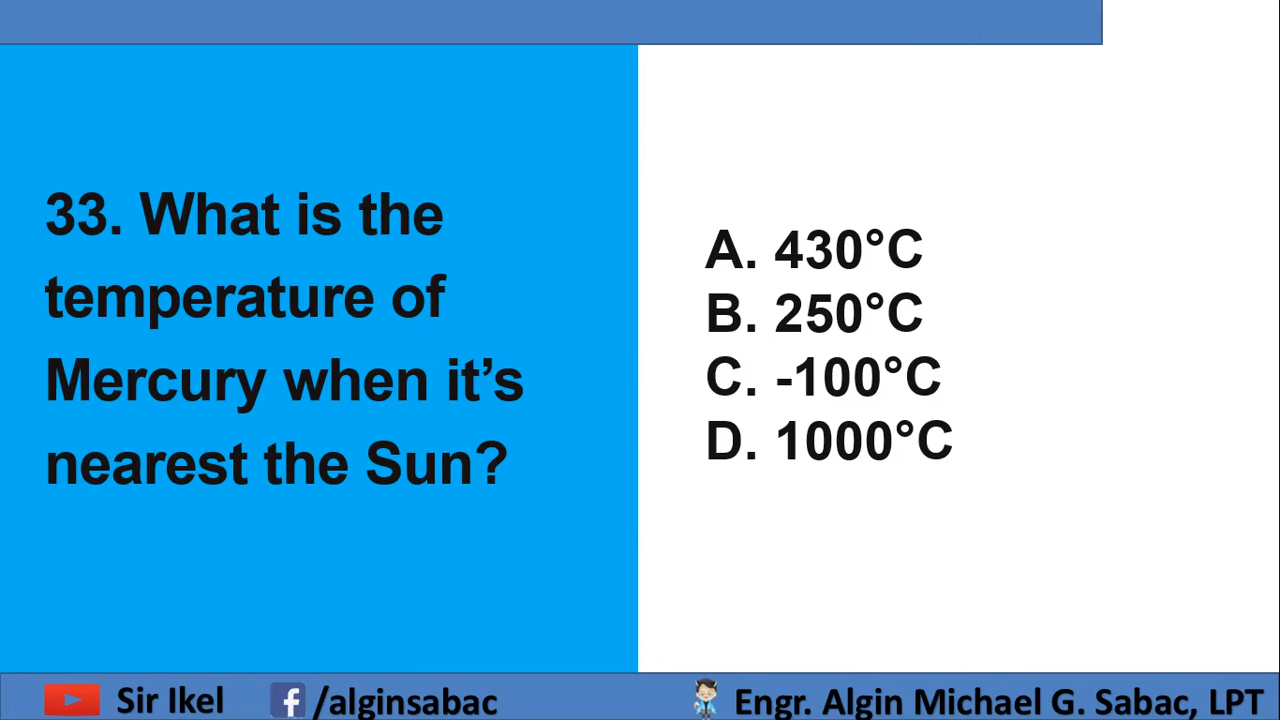 33. What is the
temperature of
Mercury when it’s
nearest the Sun?
A. 430°C
B. 250°C
C. -100°C
D. 1000°C
Sir Ikel
/alginsabac
Engr. Algin Michael G. Sabac, LPT